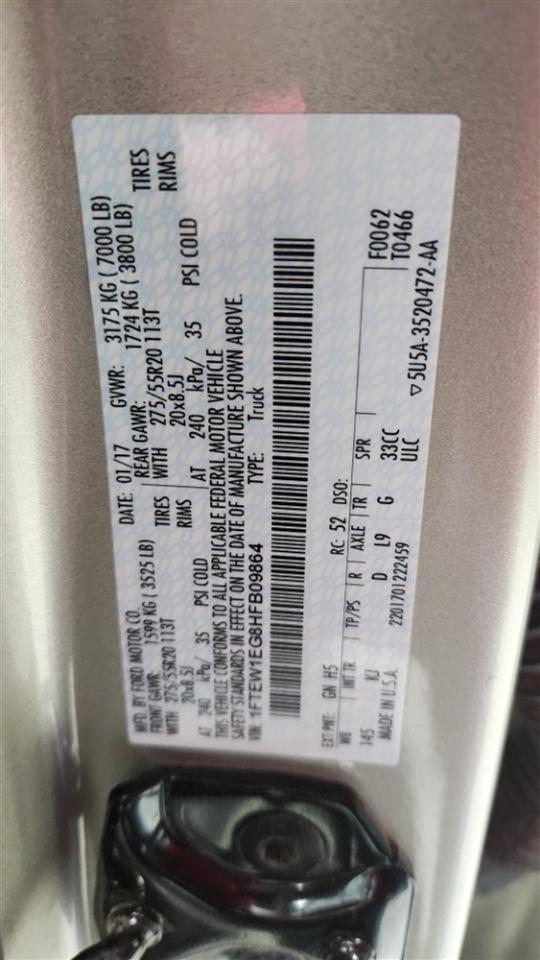 MFD. BY FORD MOTOR CO.
DATE: 01/17 GVWR: 3175 KG ( 7000 LB)
FRONT GAWR: 1599 KG ( 3525 LB)
REAR GAWR: 1724 KG ( 3800 LB)
WITH 275/55R20 113T TIRES
WITH 275/55R20 113T TIRES
20x8.5J RIMS
20x8.5J RIMS
AT 240 kPa/ 35 PSI COLD
AT 240 kPa/ 35 PSI COLD
THIS VEHICLE CONFORMS TO ALL APPLICABLE FEDERAL MOTOR VEHICLE
SAFETY STANDARDS IN EFFECT ON THE DATE OF MANUFACTURE SHOWN ABOVE.
VIN: 1FTEW1EG8HFB09864 TYPE: Truck
EXT PNT: GN H5 RC: 52 DSO: F0062
WB INT TR TP/PS R AXLE TR SPR T0466
145 KJ D L9 G 33CC
MADE IN U.S.A. 2201701222459 ULC ▽5U5A-3520472-AA